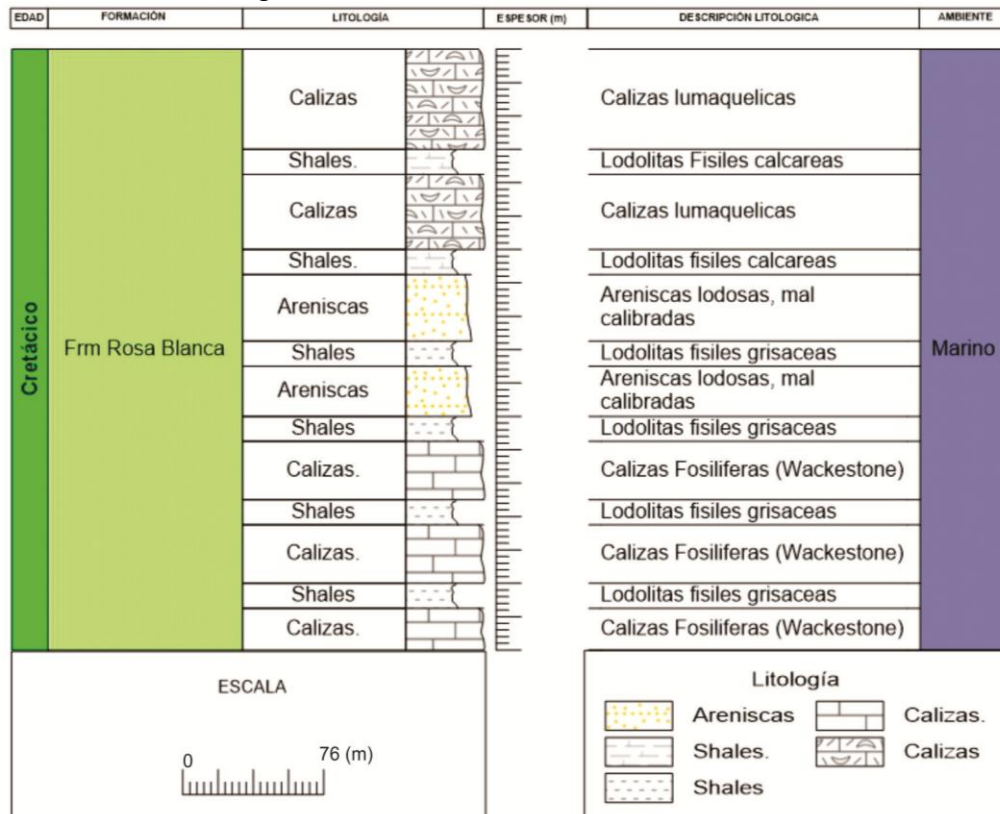 EDAD FORMACIÓN LITOLOGÍA ESPESOR (m) DESCRIPCIÓN LITOLOGICA AMBIENTE
Cretácico
Frm Rosa Blanca
Marino
Calizas Calizas lumaquelicas
Shales. Lodolitas Fisiles calcareas
Calizas Calizas lumaquelicas
Shales. Lodolitas fisiles calcareas
Areniscas Areniscas lodosas, mal
calibradas
Shales Lodolitas fisiles grisaceas
Areniscas Areniscas lodosas, mal
calibradas
Shales Lodolitas fisiles grisaceas
Calizas. Calizas Fosiliferas (Wackestone)
Shales Lodolitas fisiles grisaceas
Calizas. Calizas Fosiliferas (Wackestone)
Shales Lodolitas fisiles grisaceas
Calizas. Calizas Fosiliferas (Wackestone)
ESCALA
0 76 (m)
Litología
Areniscas Calizas.
Shales. Calizas
Shales